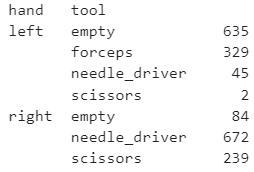 hand   tool
left   empty            635
       forceps          329
       needle_driver     45
       scissors           2
right  empty             84
       needle_driver    672
       scissors         239